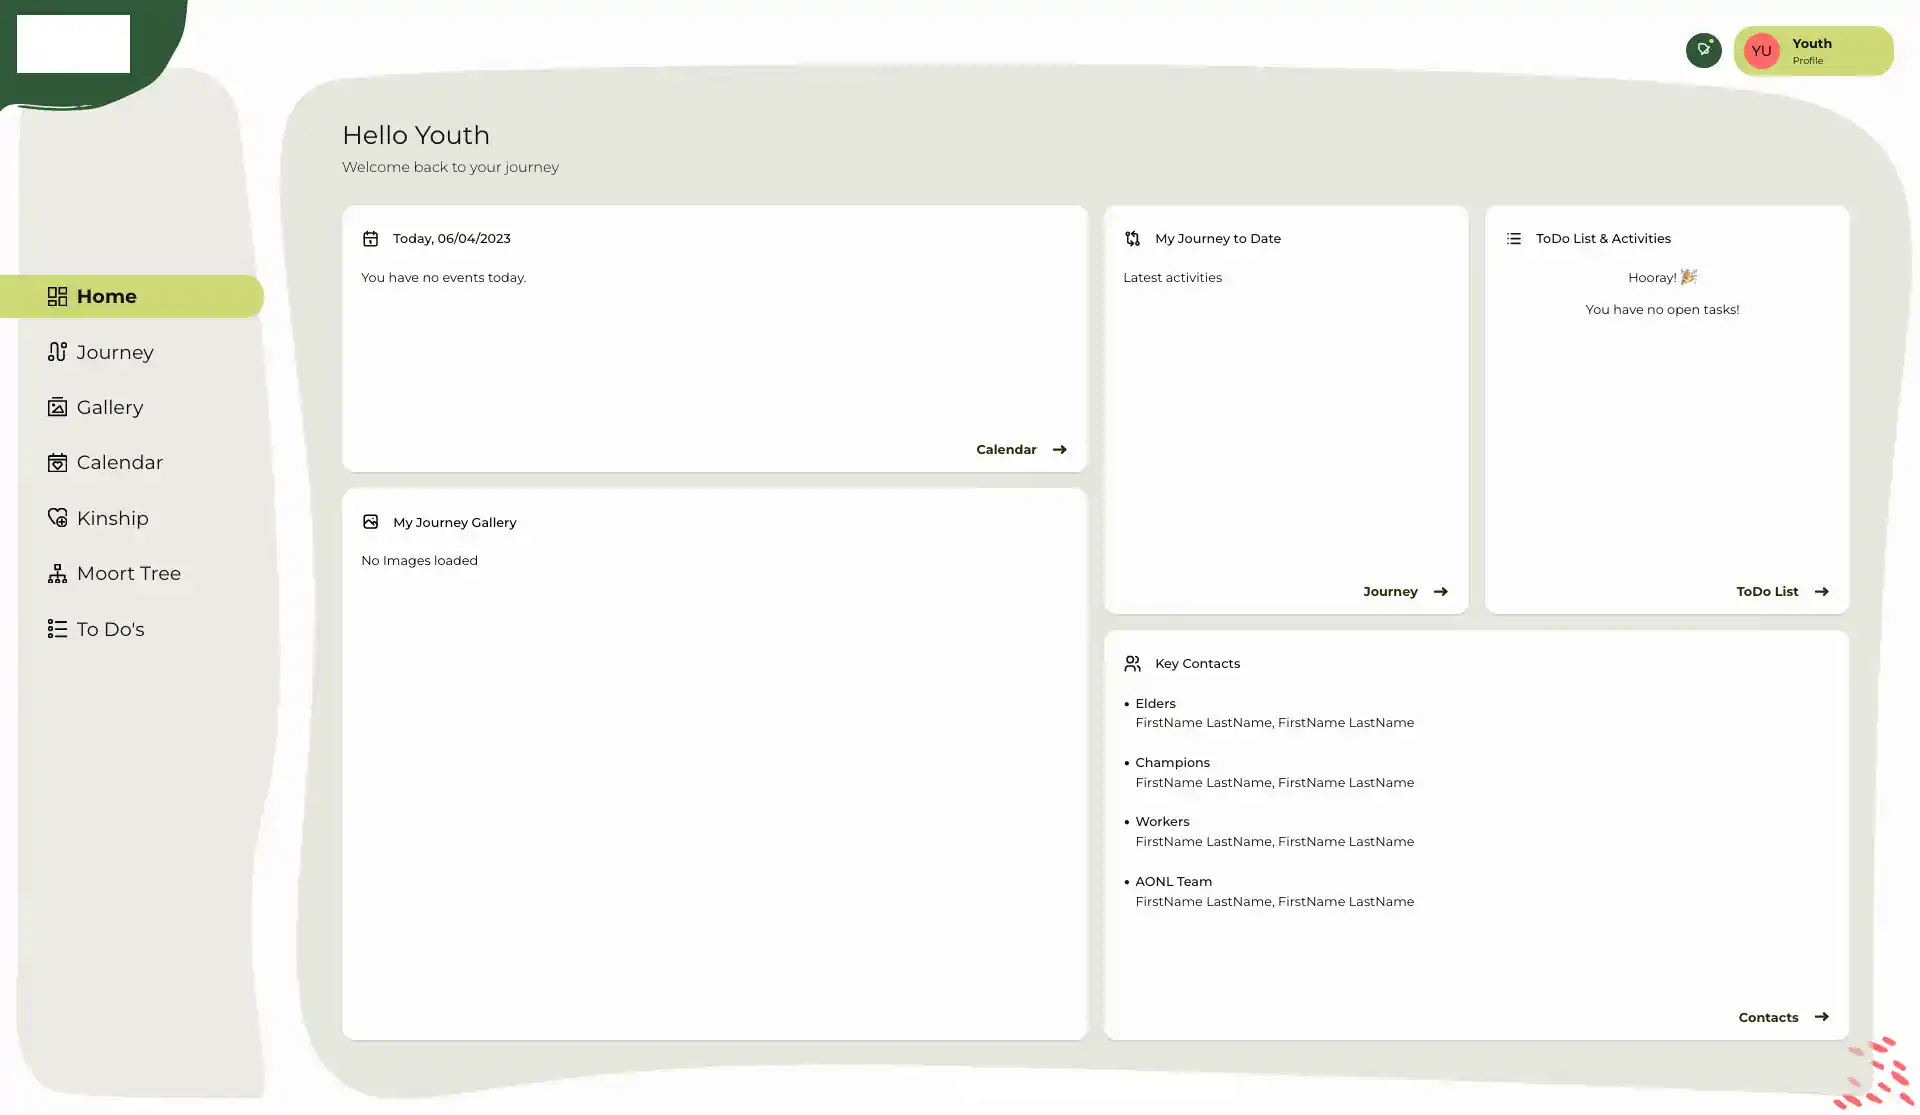 YU
Youth
Profile
Hello Youth
Welcome back to your journey
Home
Journey
Gallery
Calendar
Kinship
Moort Tree
To Do's
Today, 06/04/2023
You have no events today.
Calendar
My Journey Gallery
No Images loaded
My Journey to Date
Latest activities
Journey
ToDo List & Activities
Hooray! 🎉
You have no open tasks!
ToDo List
Key Contacts
• Elders
FirstName LastName, FirstName LastName
• Champions
FirstName LastName, FirstName LastName
• Workers
FirstName LastName, FirstName LastName
• AONL Team
FirstName LastName, FirstName LastName
Contacts